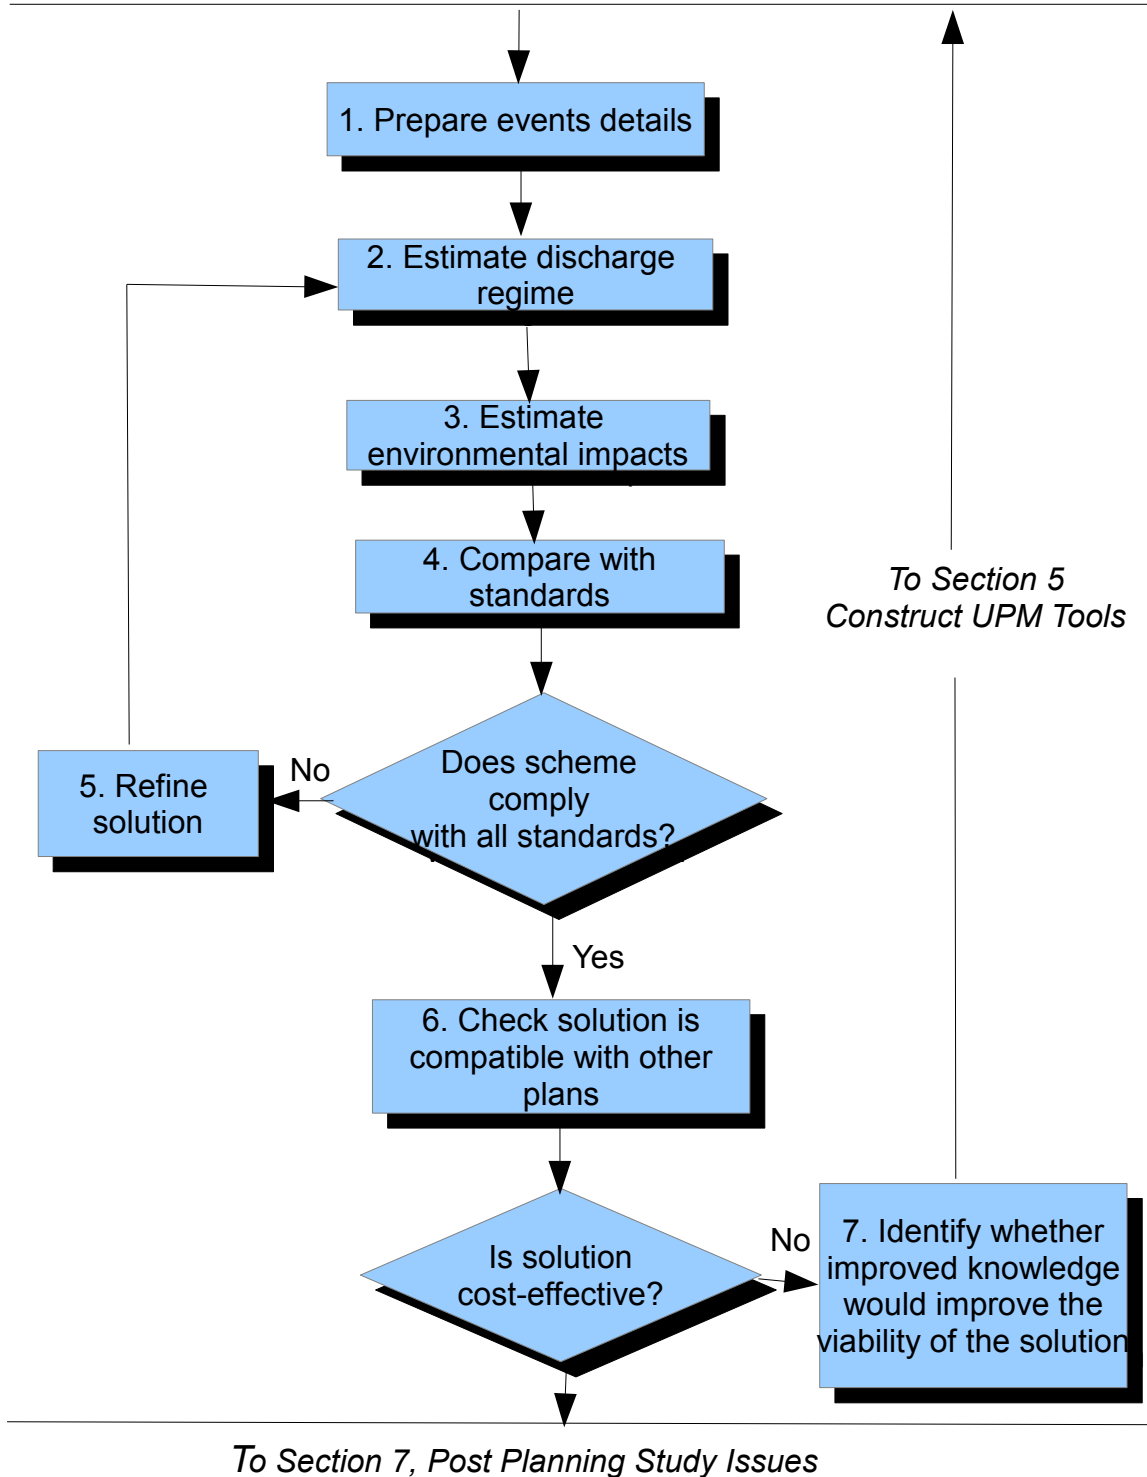 1. Prepare events details
2. Estimate discharge
regime
3. Estimate
environmental impacts
4. Compare with
standards
To Section 5
Construct UPM Tools
Does scheme
comply
with all standards?
No
5. Refine
solution
Yes
6. Check solution is
compatible with other
plans
Is solution
cost-effective?
No
7. Identify whether
improved knowledge
would improve the
viability of the solution
To Section 7, Post Planning Study Issues